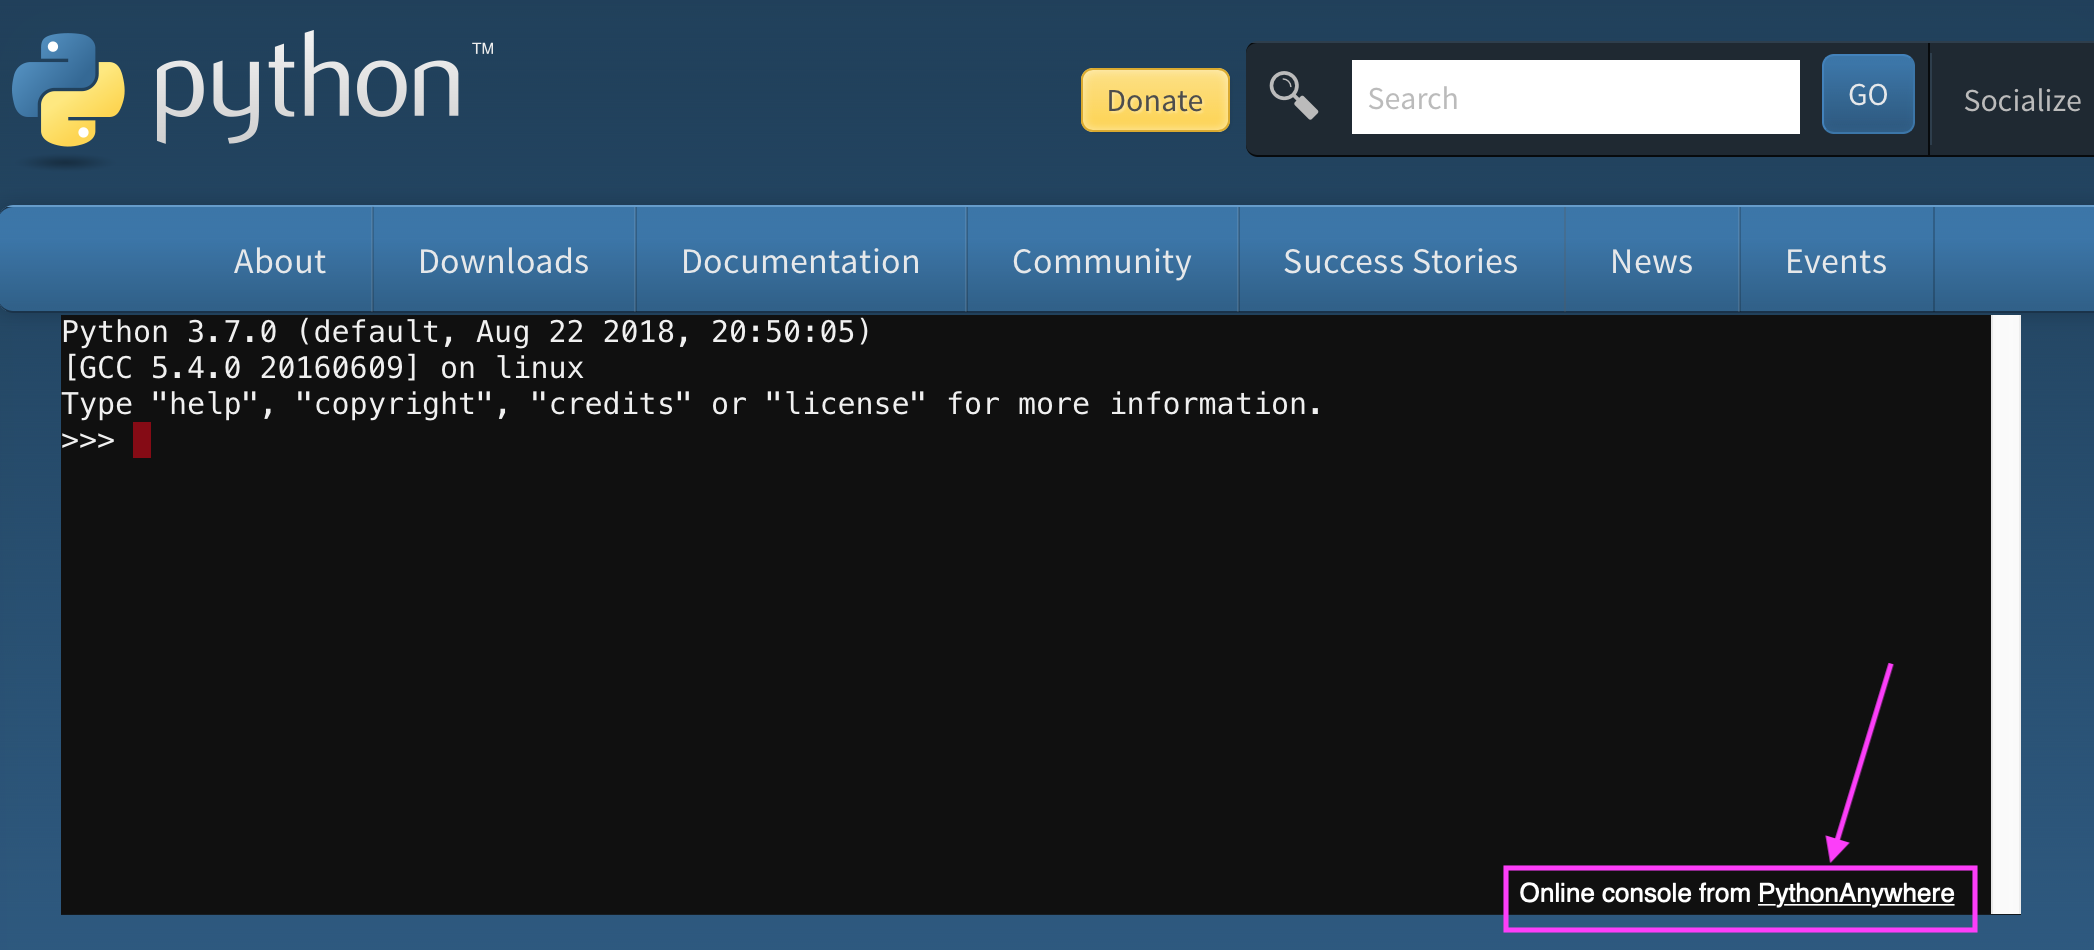 python™
Donate
Search
GO
Socialize
About
Downloads
Documentation
Community
Success Stories
News
Events
Python 3.7.0 (default, Aug 22 2018, 20:50:05)
[GCC 5.4.0 20160609] on linux
Type "help", "copyright", "credits" or "license" for more information.
>>>
Online console from PythonAnywhere